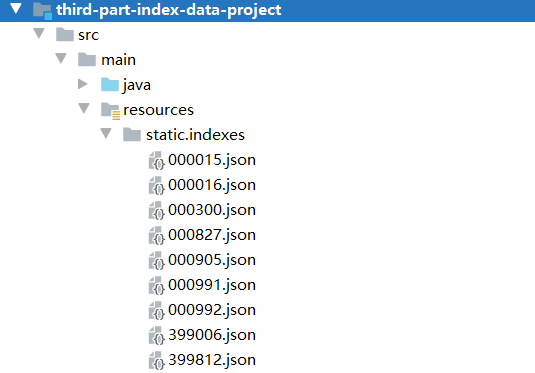 third-part-index-data-project
src
main
java
resources
static.indexes
000015.json
000016.json
000300.json
000827.json
000905.json
000991.json
000992.json
399006.json
399812.json